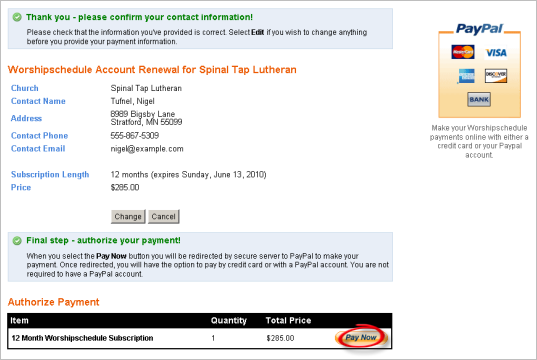 Thank you - please confirm your contact information!
Please check that the information you've provided is correct. Select Edit if you wish to change anything
before you provide your payment information.
Worshipschedule Account Renewal for Spinal Tap Lutheran
Church Spinal Tap Lutheran
Contact Name Tufnel, Nigel
Address 8989 Bigsby Lane
Stratford, MN 55099
Contact Phone 555-867-5309
Contact Email nigel@example.com
Subscription Length 12 months (expires Sunday, June 13, 2010)
Price $285.00
Change Cancel
Final step - authorize your payment!
When you select the Pay Now button you will be redirected by secure server to PayPal to make your
payment. Once redirected, you will have the option to pay by credit card or with a PayPal account. You are not
required to have a PayPal account.
Authorize Payment
Item Quantity Total Price
12 Month Worshipschedule Subscription 1 $285.00 Pay Now
PayPal
MasterCard VISA
DISCOVER
BANK
Make your Worshipschedule
payments online with either a
credit card or your Paypal
account.